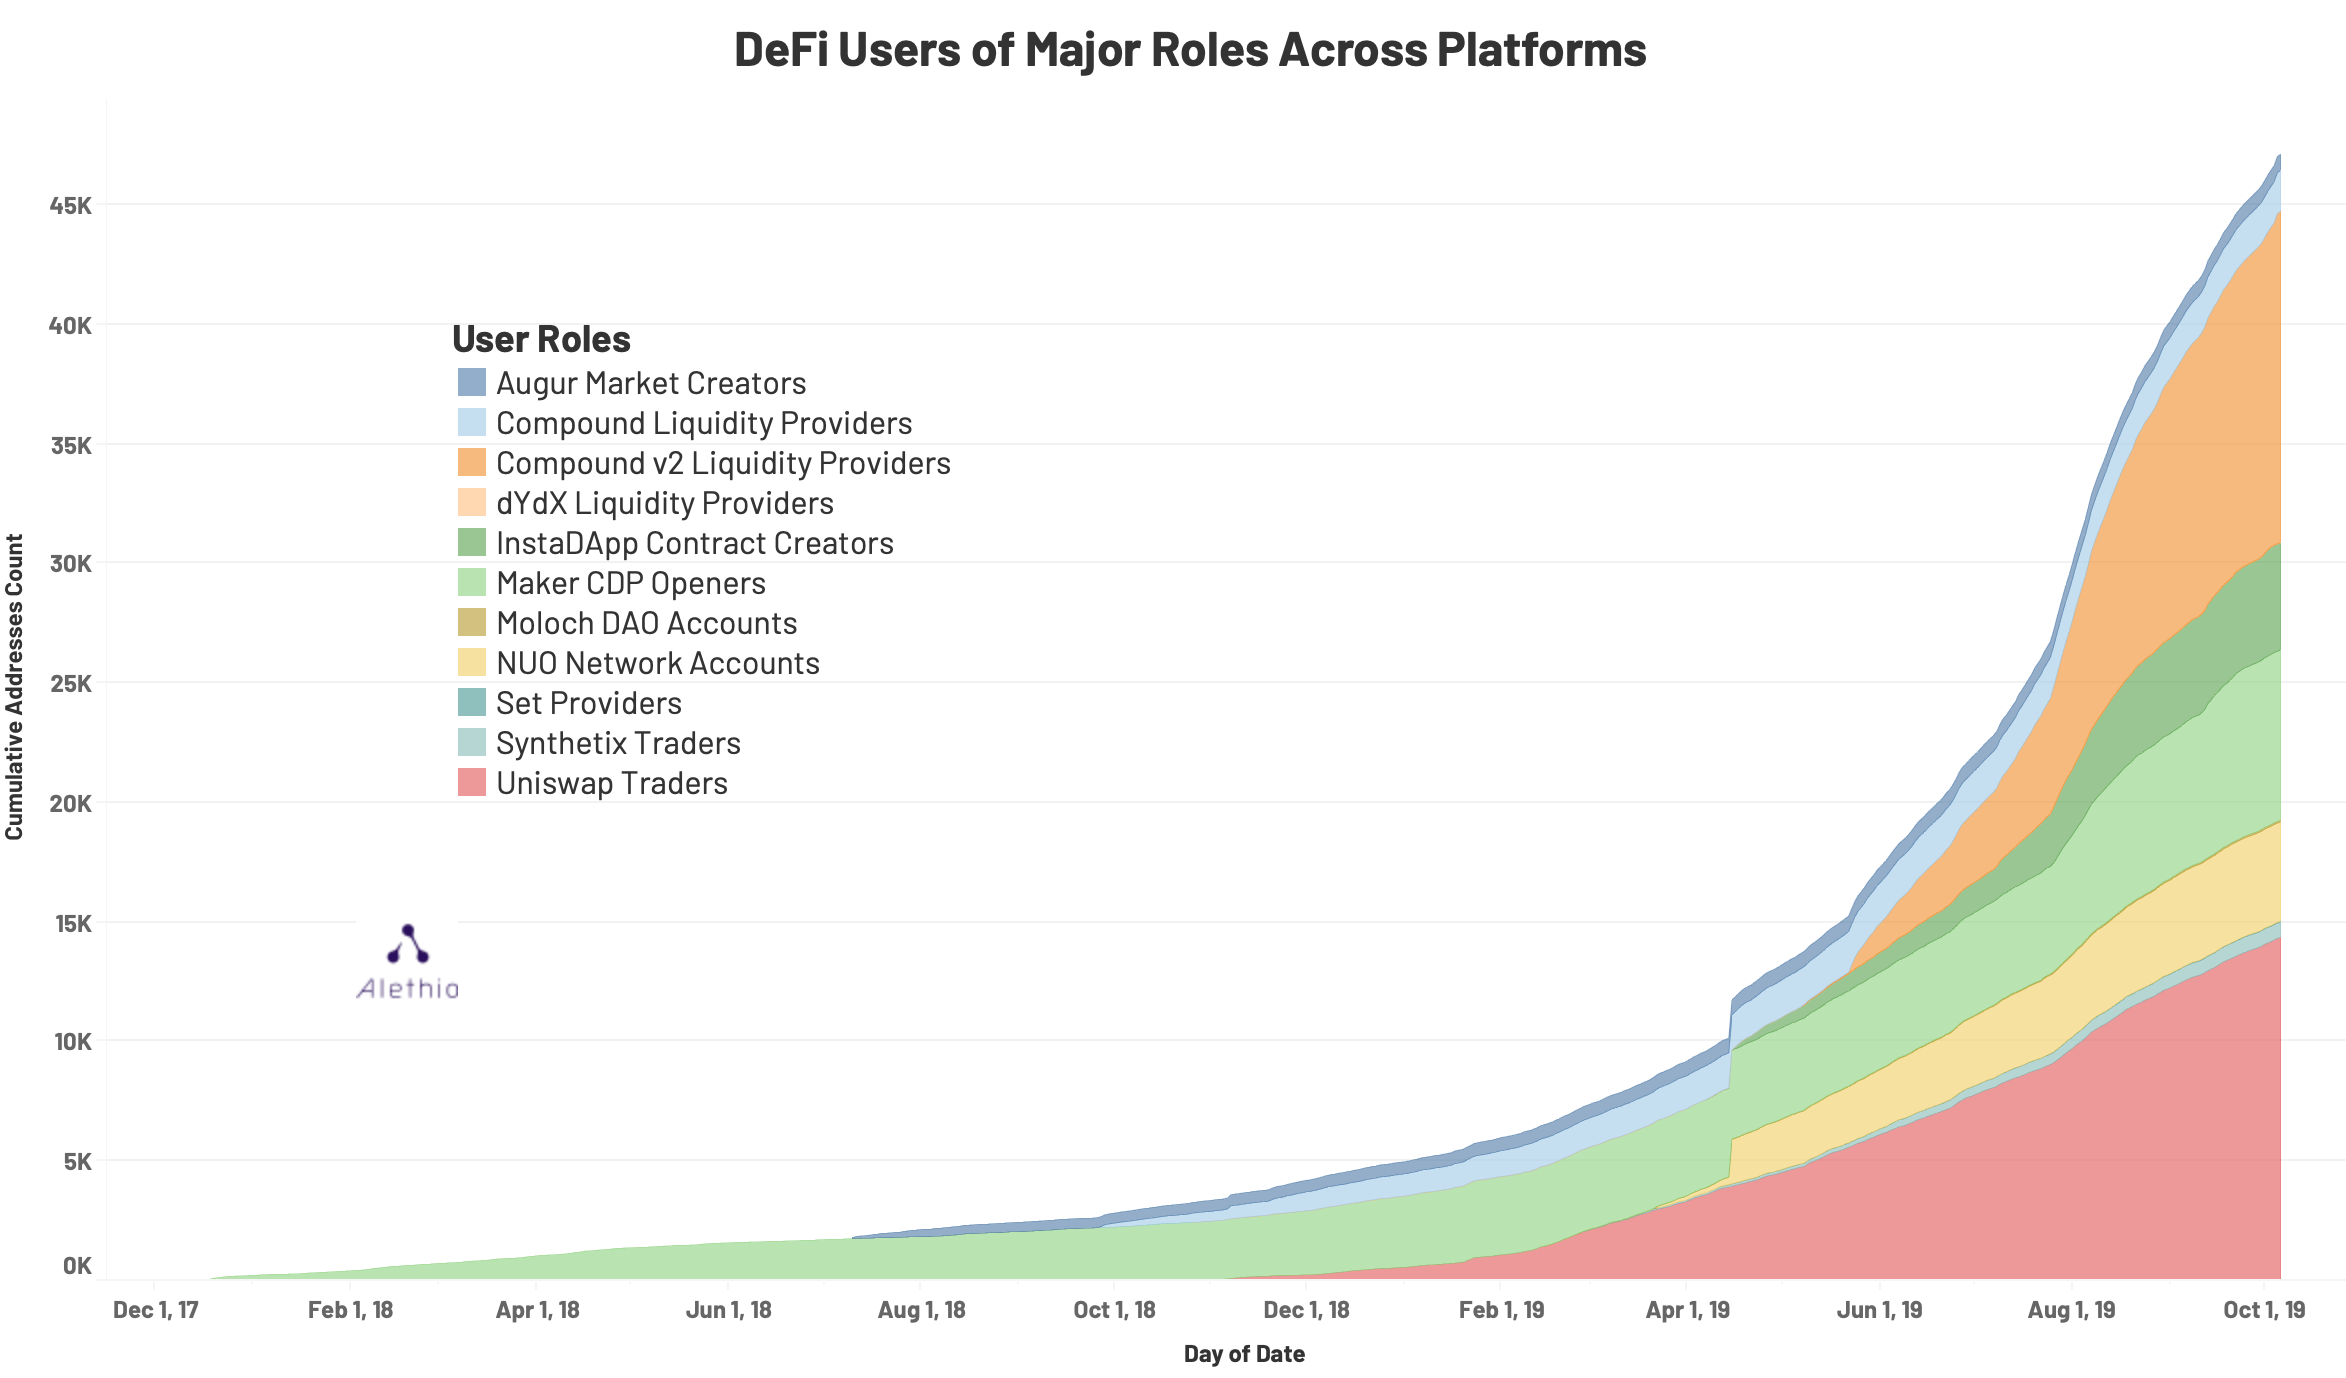 DeFi Users of Major Roles Across Platforms
45K
40K
35K
30K
25K
20K
15K
10K
5K
0K
Cumulative Addresses Count
User Roles
Augur Market Creators
Compound Liquidity Providers
Compound v2 Liquidity Providers
dYdX Liquidity Providers
InstaDApp Contract Creators
Maker CDP Openers
Moloch DAO Accounts
NUO Network Accounts
Set Providers
Synthetix Traders
Uniswap Traders
Alethio
Dec 1, 17
Feb 1, 18
Apr 1, 18
Jun 1, 18
Aug 1, 18
Oct 1, 18
Dec 1, 18
Feb 1, 19
Apr 1, 19
Jun 1, 19
Aug 1, 19
Oct 1, 19
Day of Date